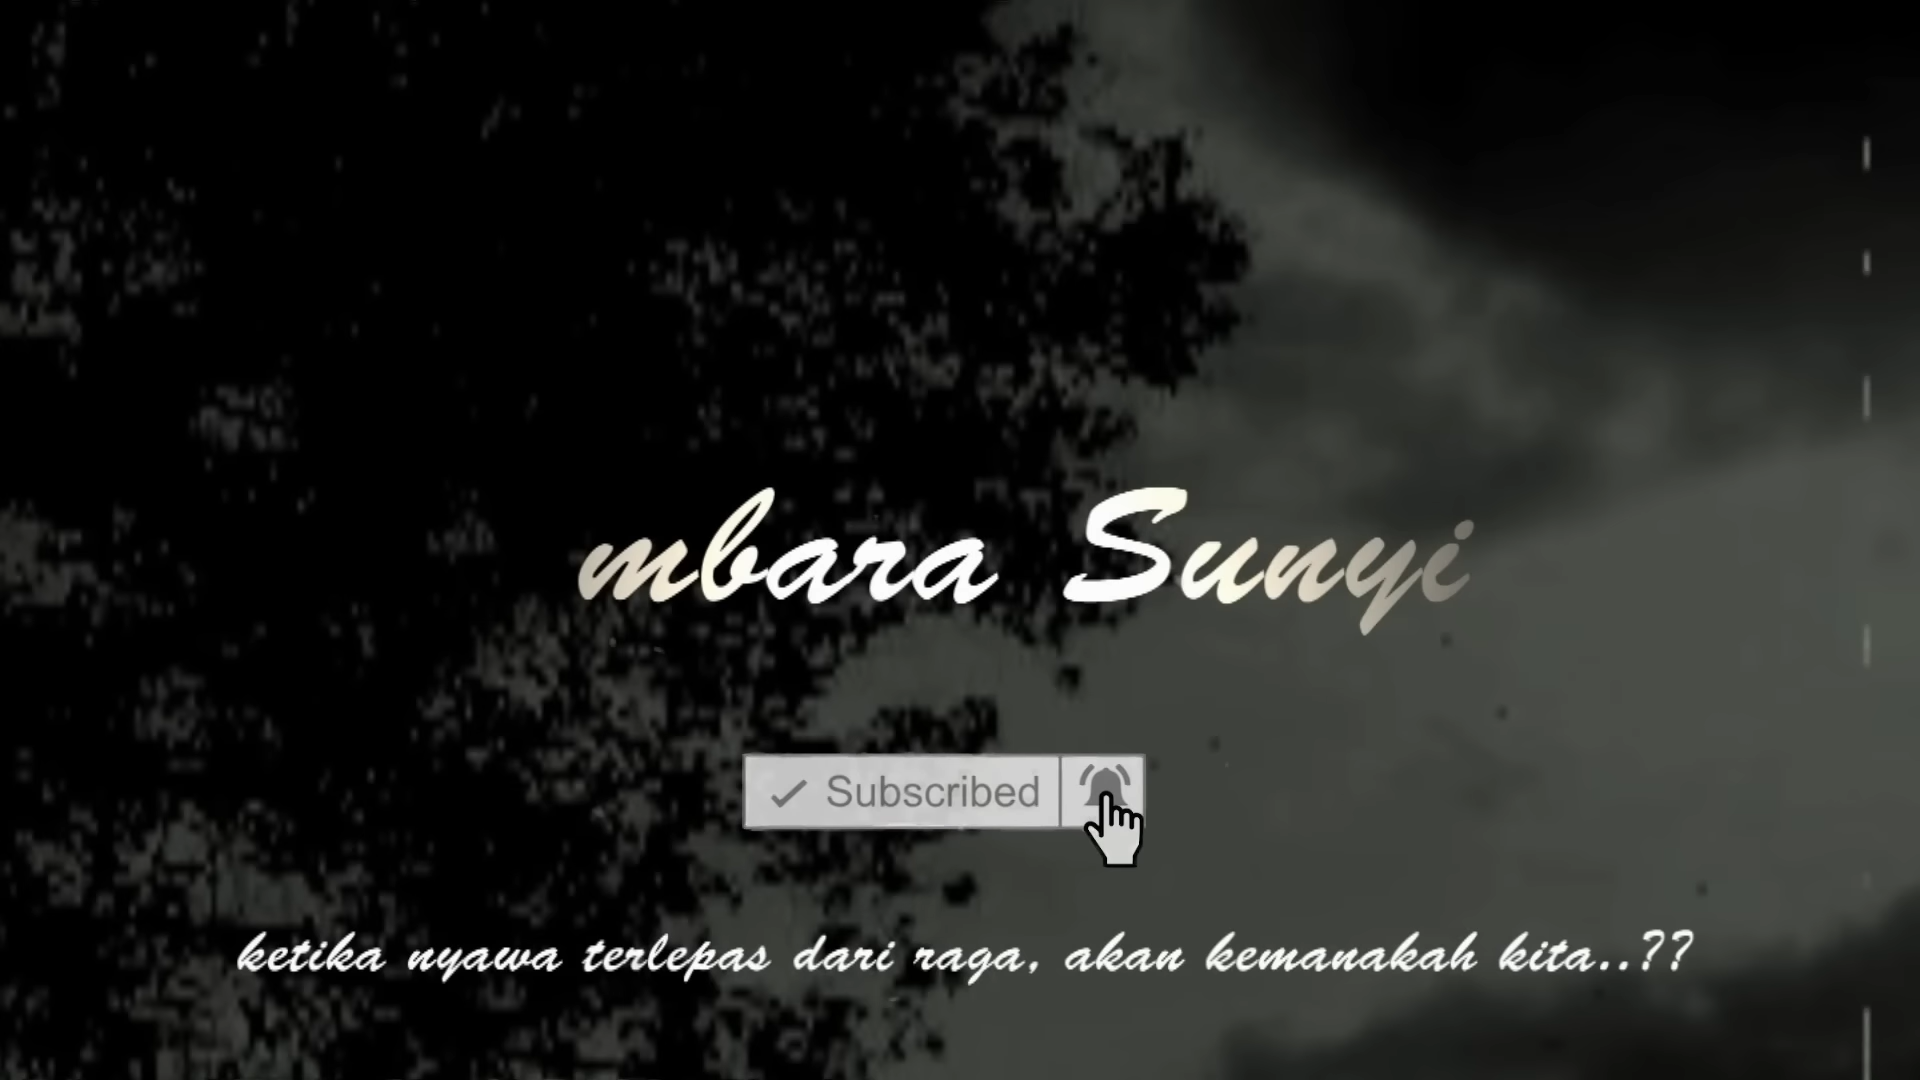 mbara Sunyi
Subscribed
ketika nyawa terlepas dari raga, akan kemanakah kita..??